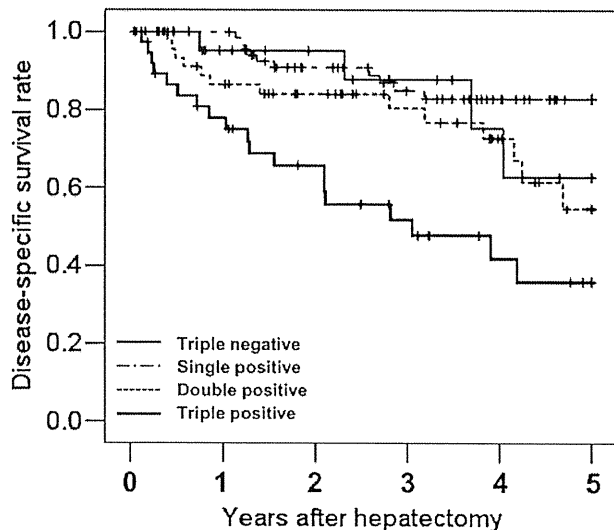 Disease-specific survival rate
1.0
0.8
0.6
0.4
0.2
0.0
Triple negative
Single positive
Double positive
Triple positive
0 1 2 3 4 5
Years after hepatectomy